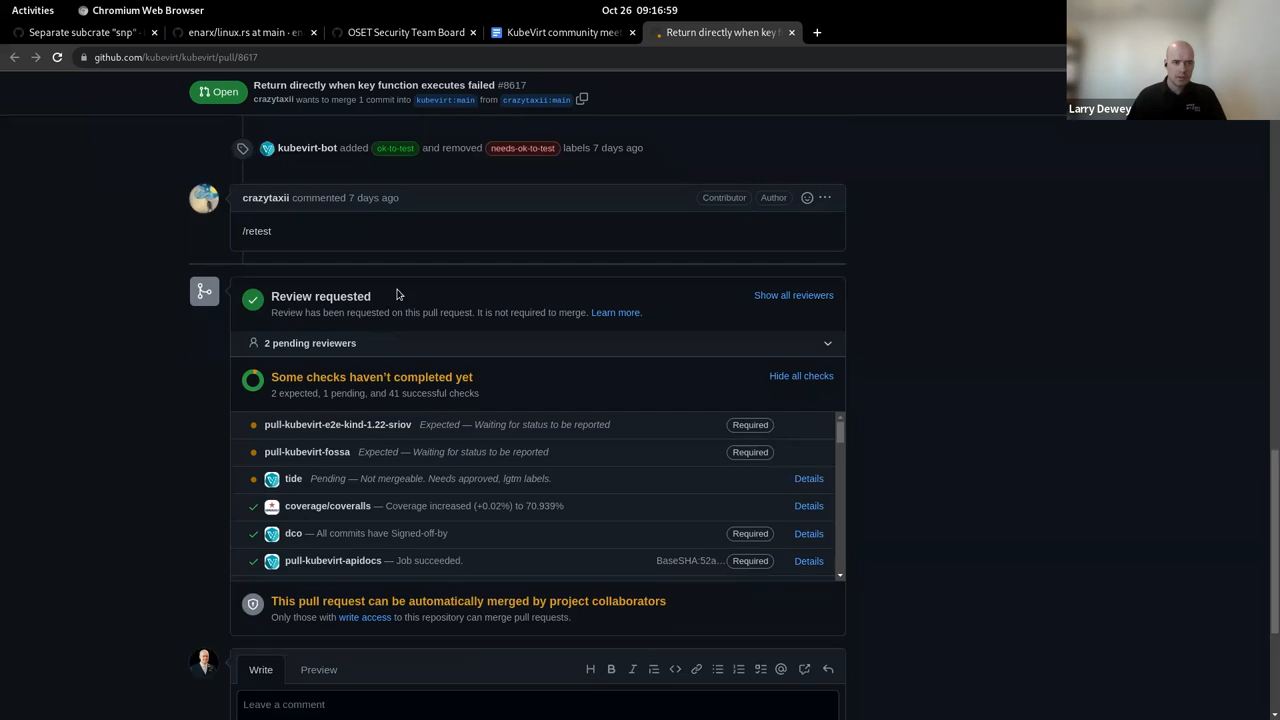 Activities
Chromium Web Browser
Oct 26 09:16:59
Separate subcrate "snp" ·
enarx/linux.rs at main · en
OSET Security Team Board
KubeVirt community mee
Return directly when key f
github.com/kubevirt/kubevirt/pull/8617
Larry Dewey
Open
Return directly when key function executes failed #8617
crazytaxii wants to merge 1 commit into kubevirt:main from crazytaxii:main
kubevirt-bot added ok-to-test and removed needs-ok-to-test labels 7 days ago
crazytaxii commented 7 days ago
Contributor
Author
/retest
Review requested
Show all reviewers
Review has been requested on this pull request. It is not required to merge. Learn more.
2 pending reviewers
Some checks haven't completed yet
Hide all checks
2 expected, 1 pending, and 41 successful checks
pull-kubevirt-e2e-kind-1.22-sriov Expected — Waiting for status to be reported Required
pull-kubevirt-fossa Expected — Waiting for status to be reported Required
tide Pending — Not mergeable. Needs approved, lgtm labels. Details
coverage/coveralls — Coverage increased (+0.02%) to 70.939% Details
dco — All commits have Signed-off-by Required Details
pull-kubevirt-apidocs — Job succeeded. BaseSHA:52a... Required Details
This pull request can be automatically merged by project collaborators
Only those with write access to this repository can merge pull requests.
Write
Preview
Leave a comment